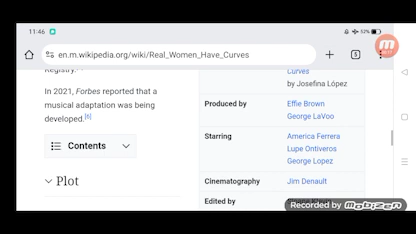 11:46
52%
en.m.wikipedia.org/wiki/Real_Women_Have_Curves
5
Registry.
In 2021, Forbes reported that a
musical adaptation was being
developed.[6]
Contents
Plot
Curves
by Josefina López
Produced by
Effie Brown
George LaVoo
Starring
America Ferrera
Lupe Ontiveros
George Lopez
Cinematography
Jim Denault
Edited by
Recorded by Mobizen